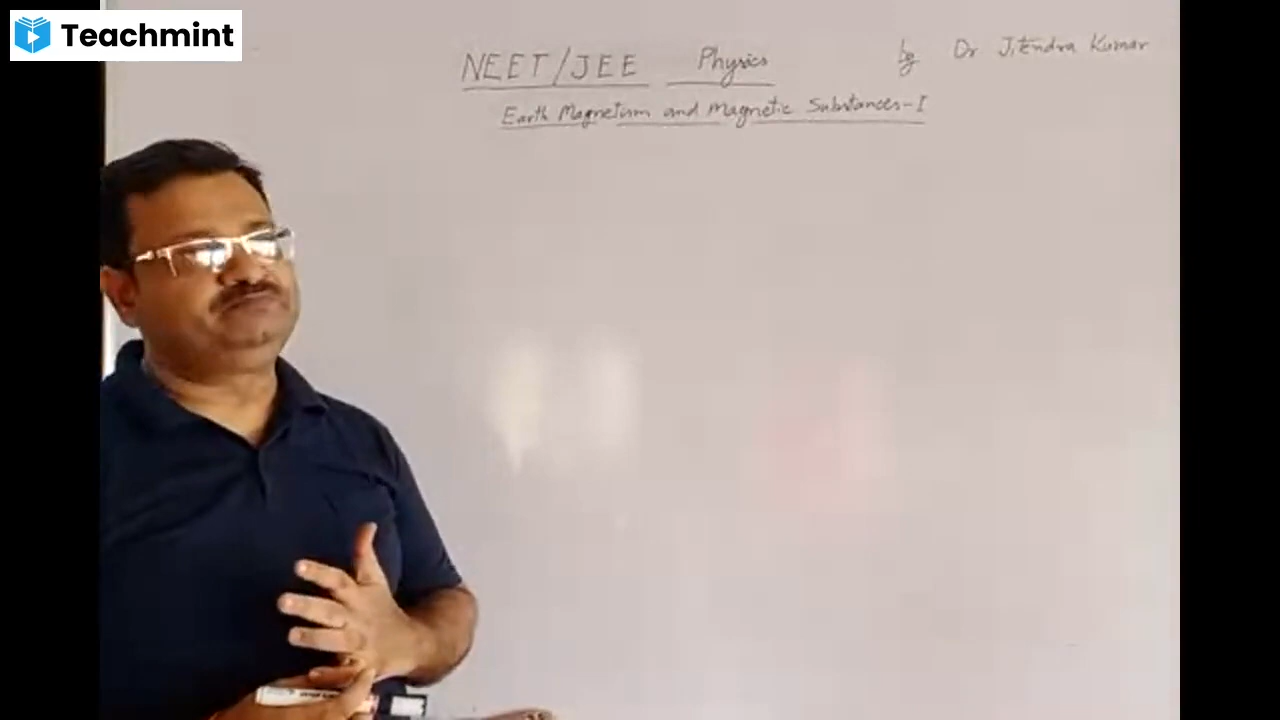 Teachmint
NEET/JEE Physics by Dr Jitendra Kumar
Earth Magnetism and Magnetic Substances-I